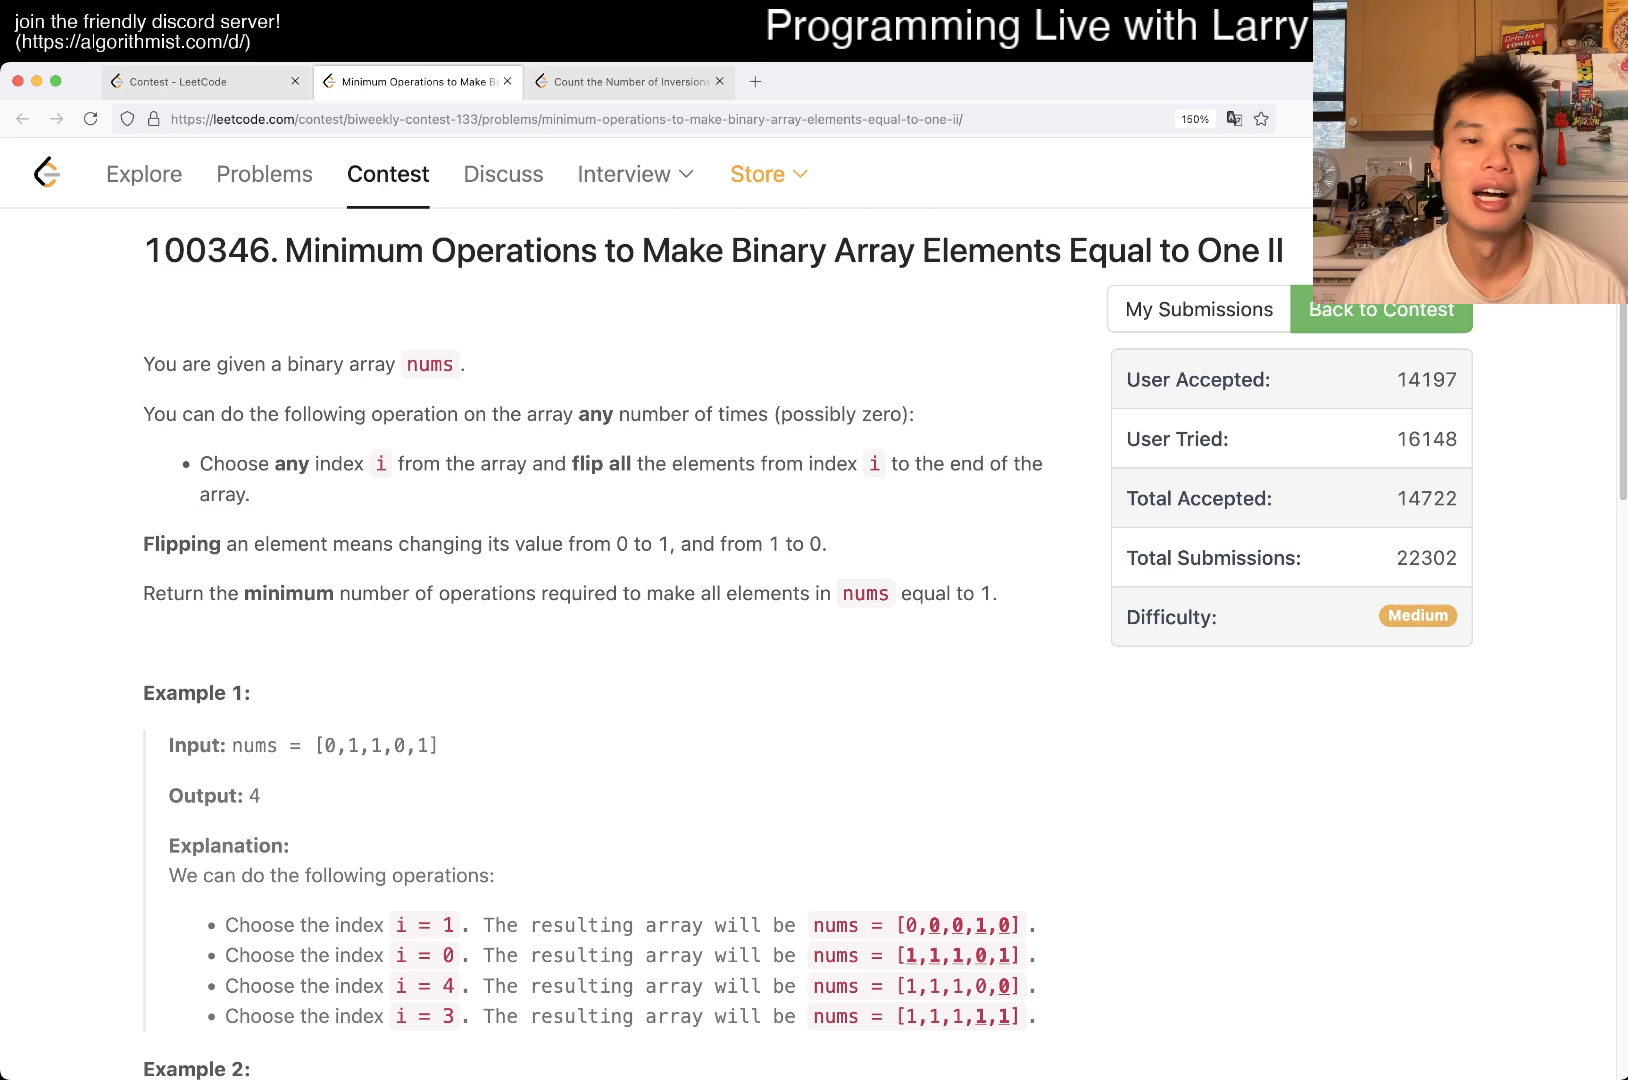 join the friendly discord server!
(https://algorithmist.com/d/)
Programming Live with Larry
Contest - LeetCode
Minimum Operations to Make Bi
Count the Number of Inversions
https://leetcode.com/contest/biweekly-contest-133/problems/minimum-operations-to-make-binary-array-elements-equal-to-one-ii/
150%
Explore
Problems
Contest
Discuss
Interview
Store
100346. Minimum Operations to Make Binary Array Elements Equal to One II
My Submissions
Back to Contest
You are given a binary array nums.
You can do the following operation on the array any number of times (possibly zero):
• Choose any index i from the array and flip all the elements from index i to the end of the
array.
Flipping an element means changing its value from 0 to 1, and from 1 to 0.
Return the minimum number of operations required to make all elements in nums equal to 1.
User Accepted: 14197
User Tried: 16148
Total Accepted: 14722
Total Submissions: 22302
Difficulty: Medium
Example 1:
Input: nums = [0,1,1,0,1]
Output: 4
Explanation:
We can do the following operations:
• Choose the index i = 1. The resulting array will be nums = [0,0,0,1,0].
• Choose the index i = 0. The resulting array will be nums = [1,1,1,0,1].
• Choose the index i = 4. The resulting array will be nums = [1,1,1,0,0].
• Choose the index i = 3. The resulting array will be nums = [1,1,1,1,1].
Example 2: